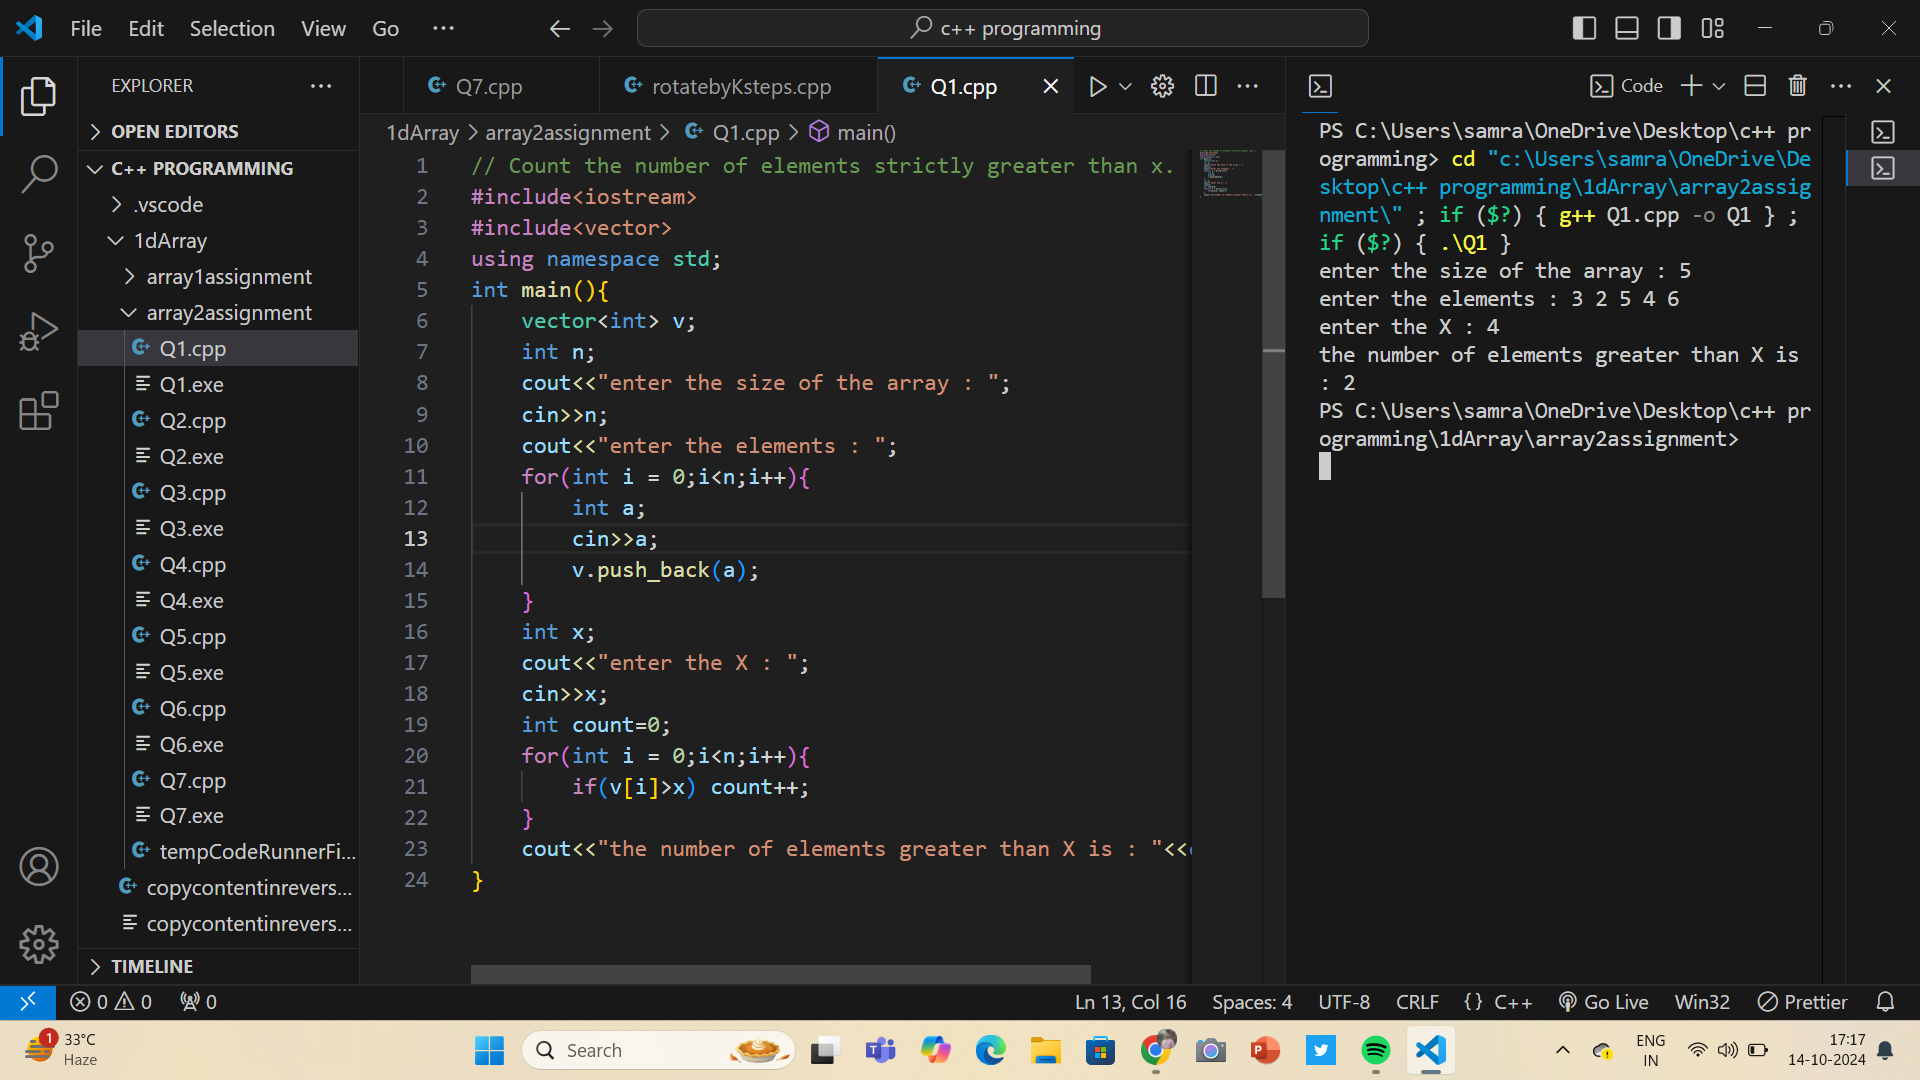 File Edit Selection View Go ···
c++ programming
EXPLORER ···
OPEN EDITORS
C++ PROGRAMMING
.vscode
1dArray
array1assignment
array2assignment
Q1.cpp
Q1.exe
Q2.cpp
Q2.exe
Q3.cpp
Q3.exe
Q4.cpp
Q4.exe
Q5.cpp
Q5.exe
Q6.cpp
Q6.exe
Q7.cpp
Q7.exe
tempCodeRunnerFi...
copycontentinrevers...
copycontentinrevers...
TIMELINE
Q7.cpp rotatebyKsteps.cpp Q1.cpp
1dArray > array2assignment > Q1.cpp > main()
1 // Count the number of elements strictly greater than x.
2 #include<iostream>
3 #include<vector>
4 using namespace std;
5 int main(){
6 vector<int> v;
7 int n;
8 cout<<"enter the size of the array : ";
9 cin>>n;
10 cout<<"enter the elements : ";
11 for(int i = 0;i<n;i++){
12 int a;
13 cin>>a;
14 v.push_back(a);
15 }
16 int x;
17 cout<<"enter the X : ";
18 cin>>x;
19 int count=0;
20 for(int i = 0;i<n;i++){
21 if(v[i]>x) count++;
22 }
23 cout<<"the number of elements greater than X is : "<<
24 }
Code
PS C:\Users\samra\OneDrive\Desktop\c++ pr
ogramming> cd "c:\Users\samra\OneDrive\De
sktop\c++ programming\1dArray\array2assig
nment\" ; if ($?) { g++ Q1.cpp -o Q1 } ;
if ($?) { .\Q1 }
enter the size of the array : 5
enter the elements : 3 2 5 4 6
enter the X : 4
the number of elements greater than X is
: 2
PS C:\Users\samra\OneDrive\Desktop\c++ pr
ogramming\1dArray\array2assignment>
0 0 0 Ln 13, Col 16 Spaces: 4 UTF-8 CRLF {} C++ Go Live Win32 Prettier
1 33°C
Haze
Search
ENG
IN
17:17
14-10-2024